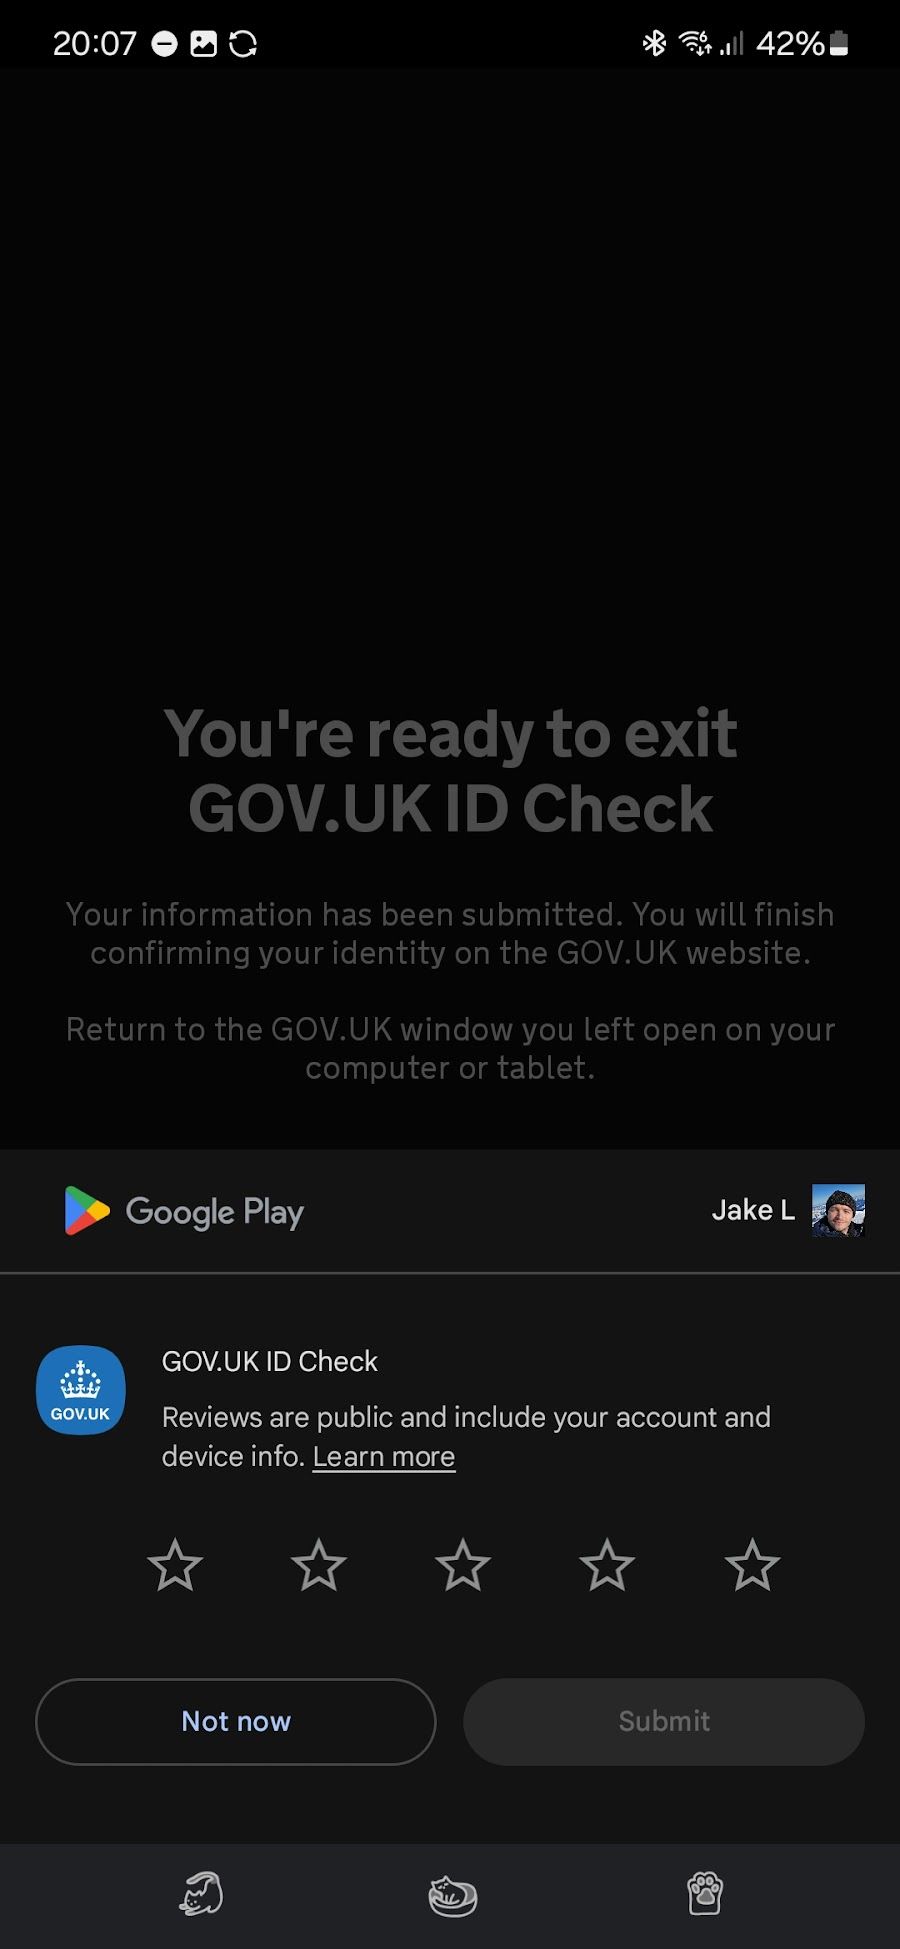 20:07 42%
You're ready to exit
GOV.UK ID Check
Your information has been submitted. You will finish
confirming your identity on the GOV.UK website.
Return to the GOV.UK window you left open on your
computer or tablet.
Google Play Jake L
GOV.UK
GOV.UK ID Check
Reviews are public and include your account and
device info. Learn more
Not now Submit